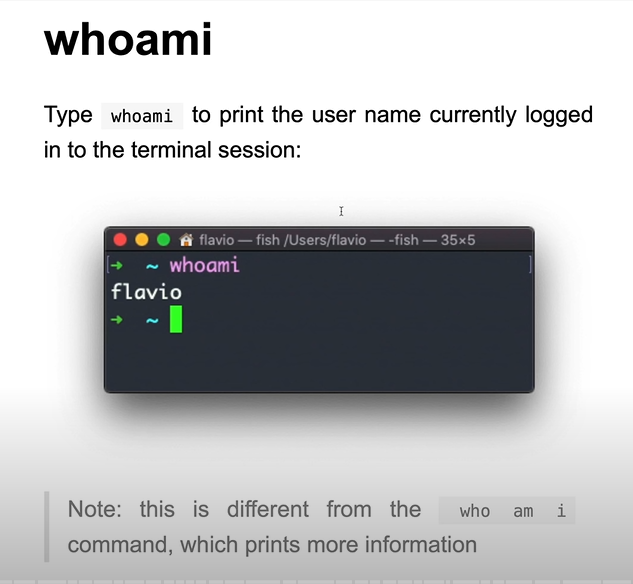 whoami
Type whoami to print the user name currently logged
in to the terminal session:
flavio — fish /Users/flavio — -fish — 35×5
[➜ ~ whoami ]
flavio
➜ ~
Note: this is different from the who am i
command, which prints more information